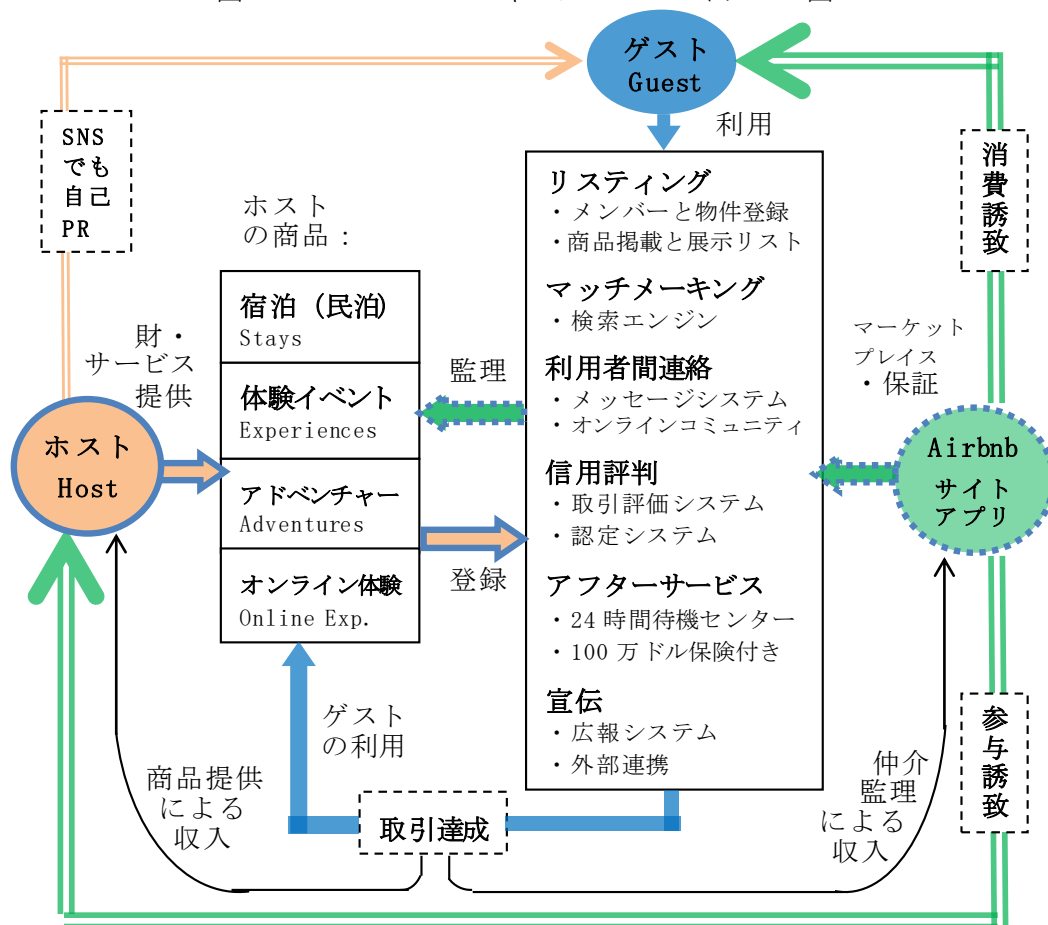 ゲスト
Guest
利用
SNS
でも
自己
PR
ホスト
の商品：
宿泊（民泊）
Stays
体験イベント
Experiences
アドベンチャー
Adventures
オンライン体験
Online Exp.
財・
サービス
提供
ホスト
Host
監理
登録
リスティング
・メンバーと物件登録
・商品掲載と展示リスト
マッチメーキング
・検索エンジン
利用者間連絡
・メッセージシステム
・オンラインコミュニティ
信用評判
・取引評価システム
・認定システム
アフターサービス
・24時間待機センター
・100万ドル保険付き
宣伝
・広報システム
・外部連携
消費誘致
マーケット
プレイス
・保証
Airbnb
サイト
アプリ
参与誘致
ゲスト
の利用
商品提供
による
収入
取引達成
仲介
監理
による
収入